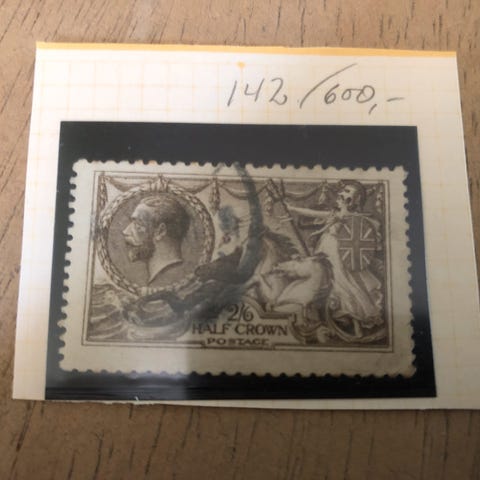 142/600,-
2/6
HALF CROWN
POSTAGE